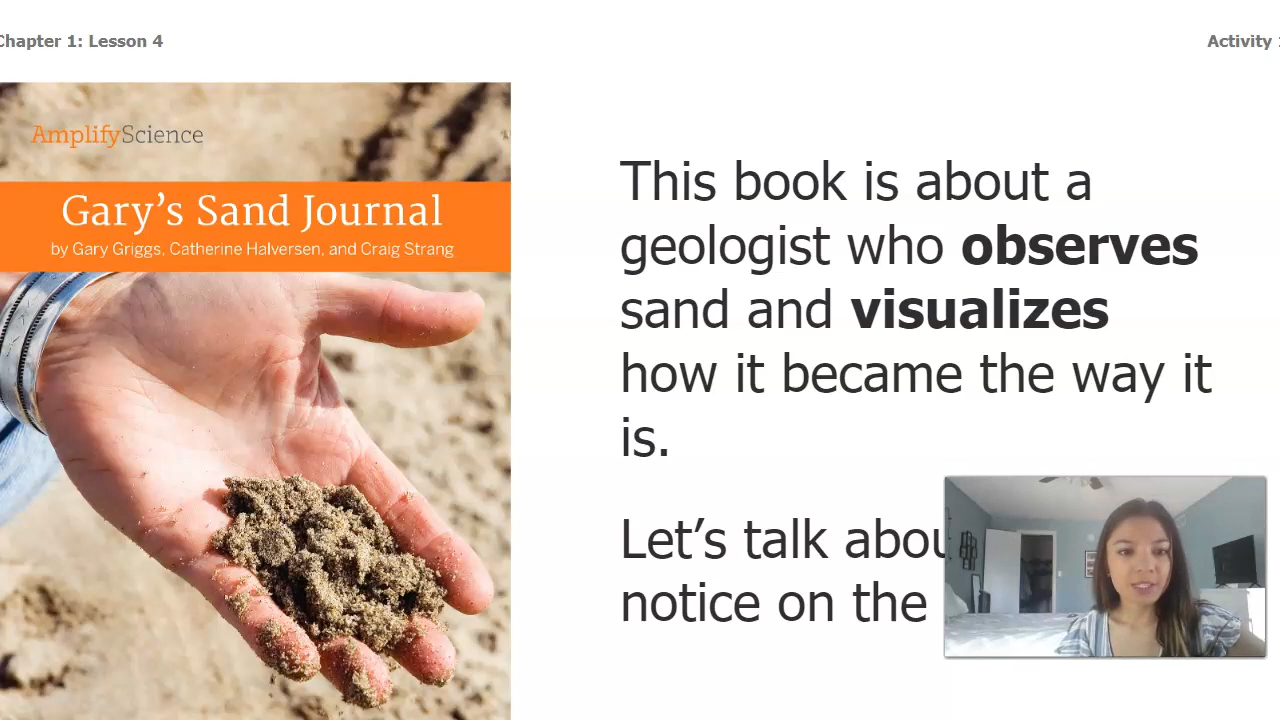 Chapter 1: Lesson 4
Activity
AmplifyScience
Gary's Sand Journal
by Gary Griggs, Catherine Halversen, and Craig Strang
This book is about a
geologist who observes
sand and visualizes
how it became the way it
is.
Let's talk
notice on the